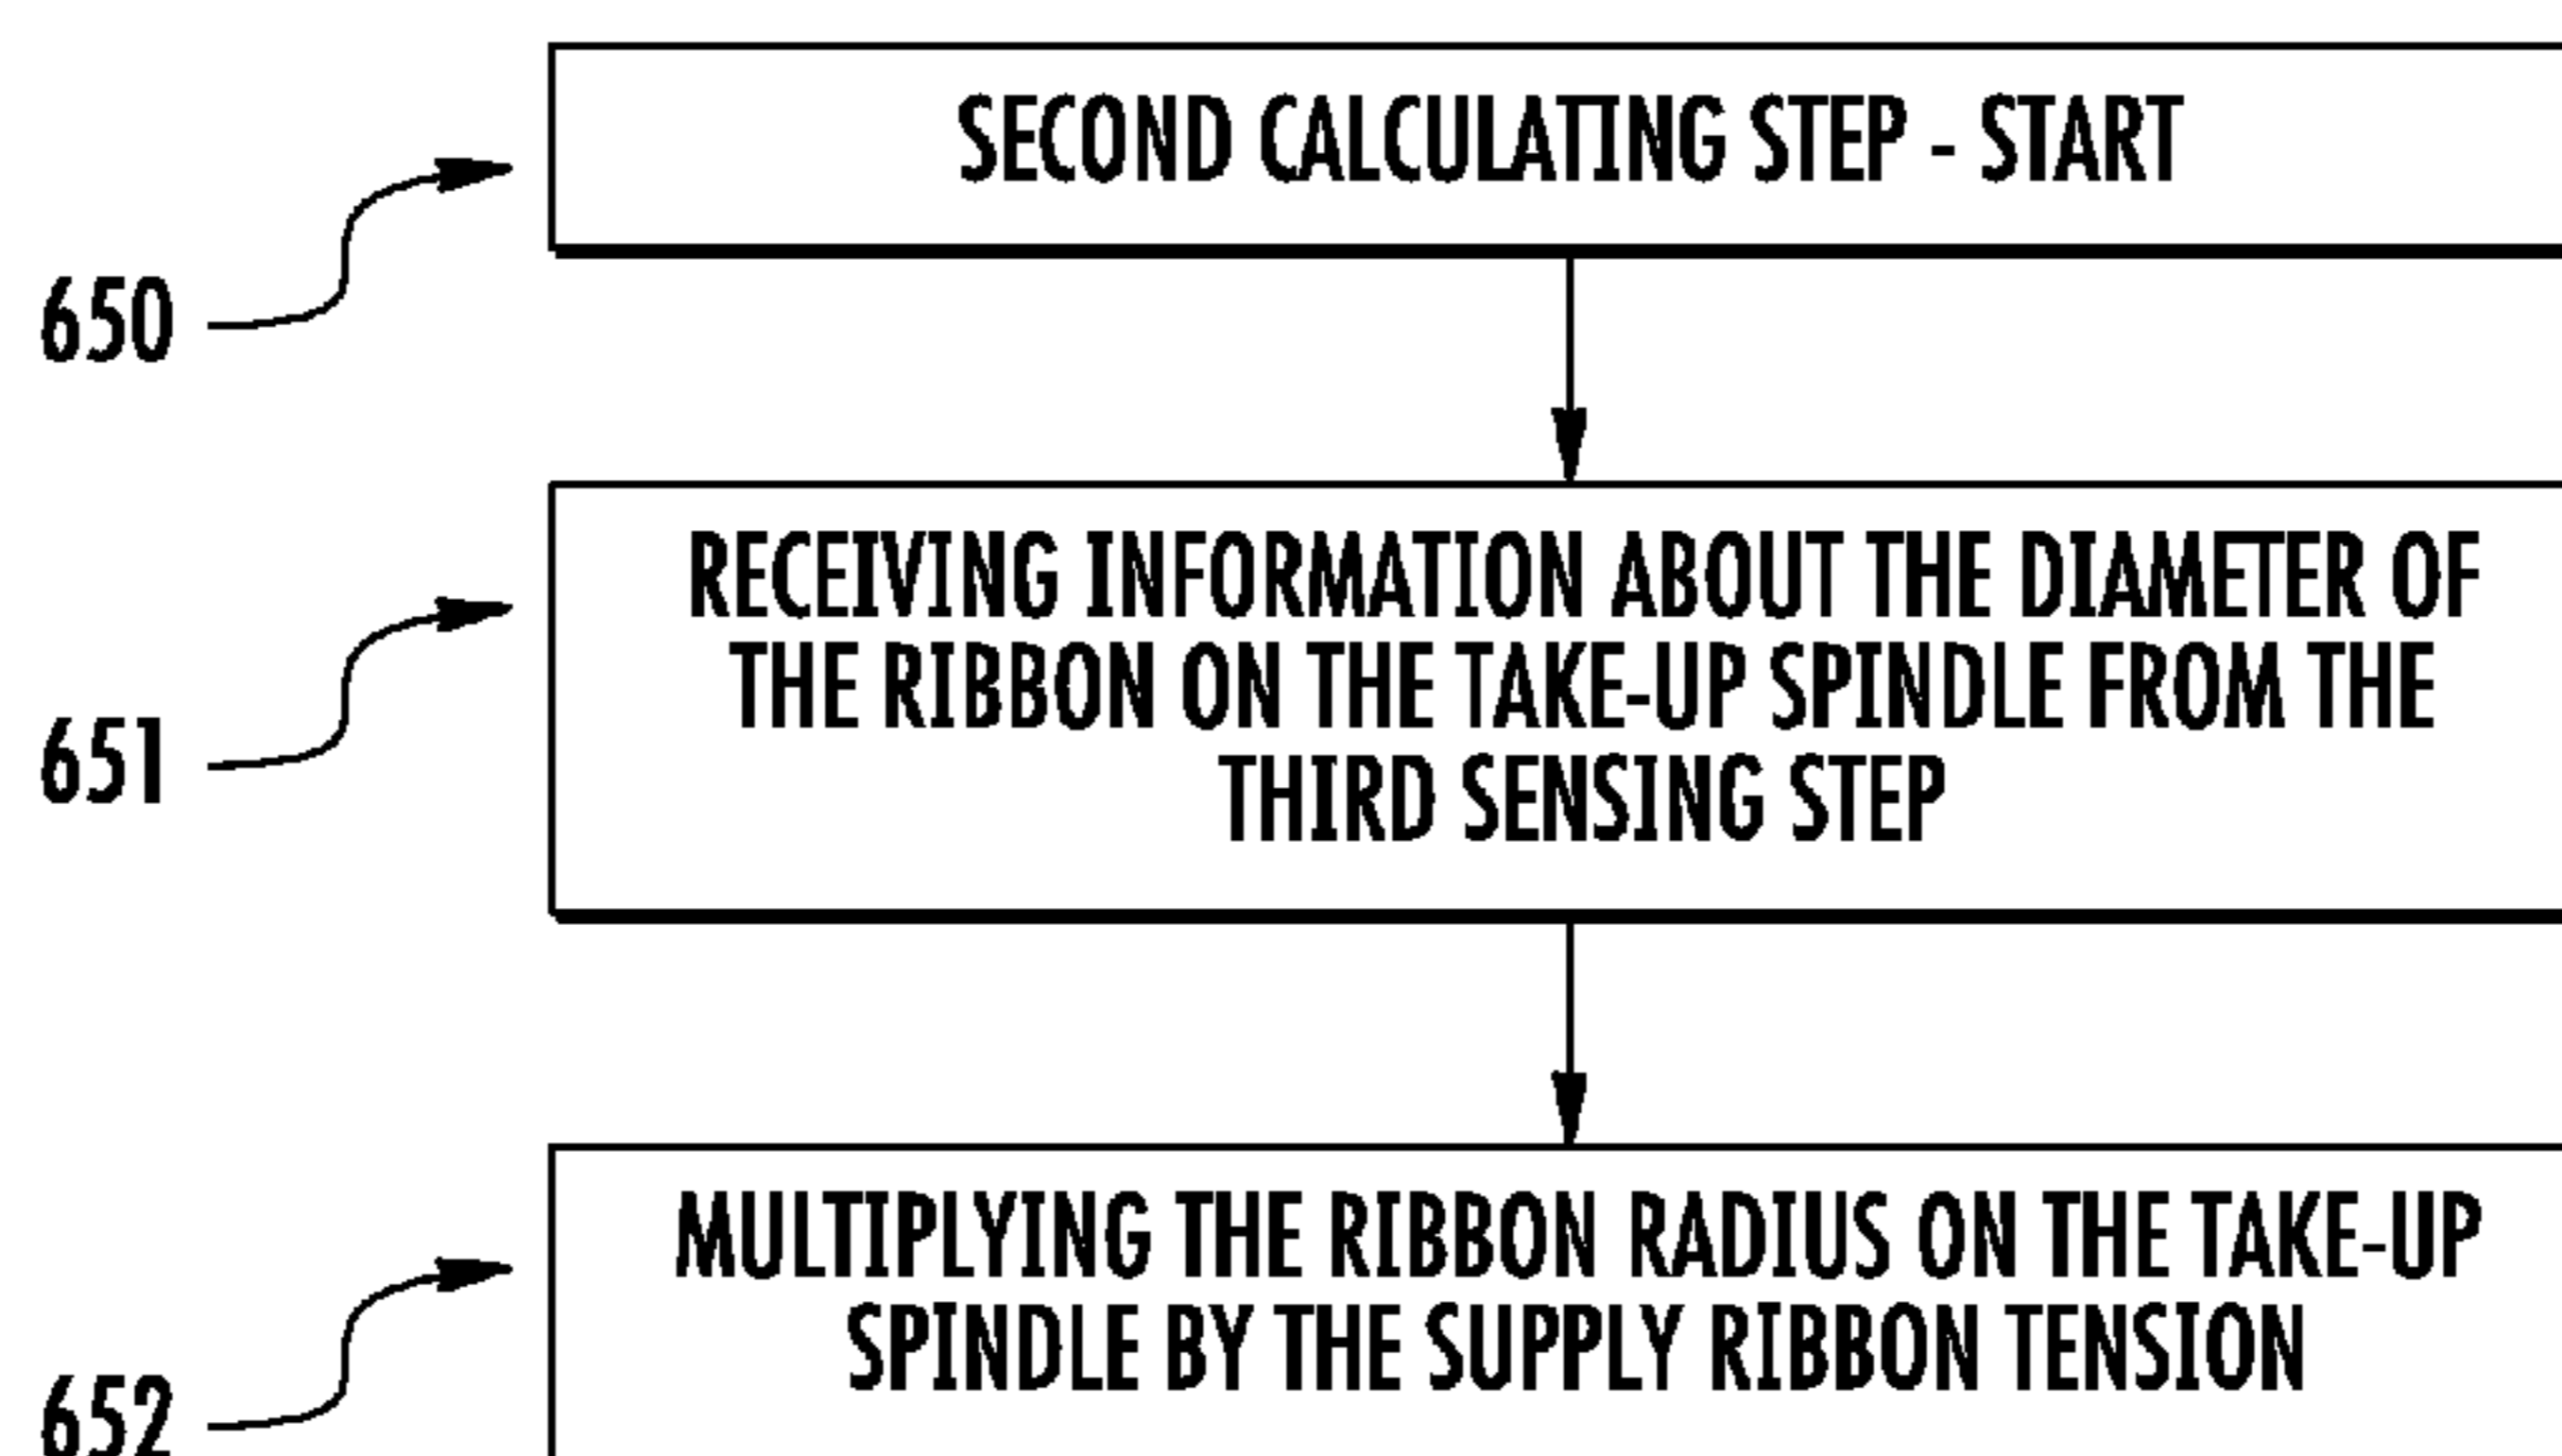 SECOND CALCULATING STEP - START
650
RECEIVING INFORMATION ABOUT THE DIAMETER OF
THE RIBBON ON THE TAKE-UP SPINDLE FROM THE
THIRD SENSING STEP
651
MULTIPLYING THE RIBBON RADIUS ON THE TAKE-UP
SPINDLE BY THE SUPPLY RIBBON TENSION
652